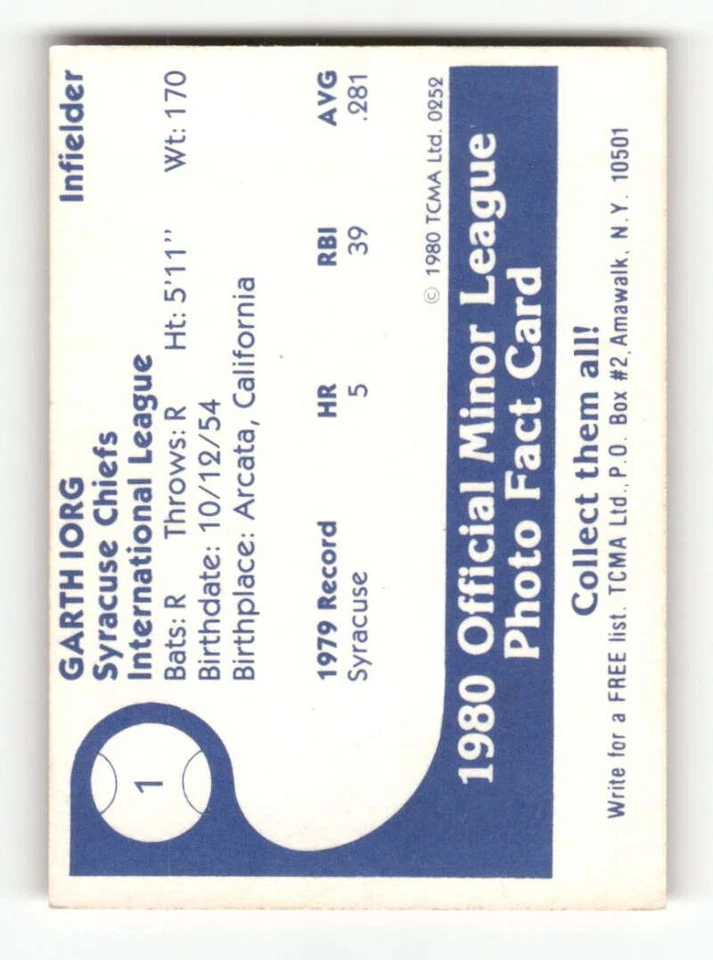 1
GARTH IORG Infielder
Syracuse Chiefs
International League
Bats: R Throws: R Ht: 5'11" Wt: 170
Birthdate: 10/12/54
Birthplace: Arcata, California
1979 Record HR RBI AVG
Syracuse 5 39 .281
© 1980 TCMA Ltd. 0252
1980 Official Minor League
Photo Fact Card
Collect them all!
Write for a FREE list. TCMA Ltd., P.O. Box #2, Amawalk, N.Y. 10501